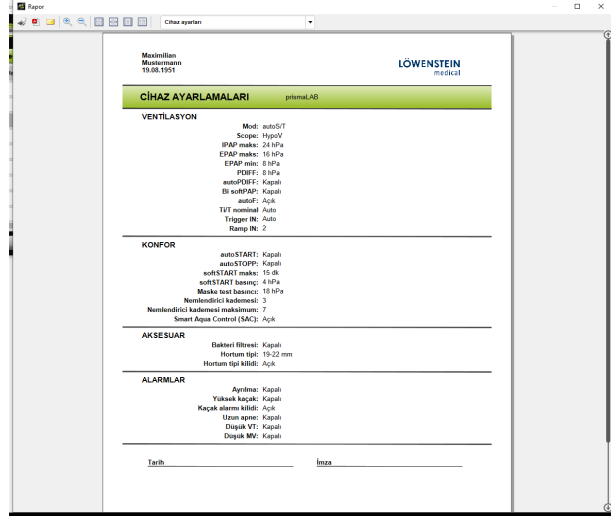 Rapor
Cihaz ayarları
Maximilian
Mustermann
19.08.1951
LÖWENSTEIN
medical
CİHAZ AYARLAMALARI prismaLAB
VENTİLASYON
Mod: autoS/T
Scope: HypoV
IPAP maks: 24 hPa
EPAP maks: 16 hPa
EPAP min: 8 hPa
PDIFF: 8 hPa
autoPDIFF: Kapalı
Bi softPAP: Kapalı
autoF: Açık
Ti/T nominal Auto
Trigger IN: Auto
Ramp IN: 2
KONFOR
autoSTART: Kapalı
autoSTOPP: Kapalı
softSTART maks: 15 dk
softSTART basınç: 4 hPa
Maske test basıncı: 18 hPa
Nemlendirici kademesi: 3
Nemlendirici kademesi maksimum: 7
Smart Aqua Control (SAC): Açık
AKSESUAR
Bakteri filtresi: Kapalı
Hortum tipi: 19-22 mm
Hortum tipi kilidi: Açık
ALARMLAR
Ayrılma: Kapalı
Yüksek kaçak: Kapalı
Kaçak alarmı kilidi: Açık
Uzun apne: Kapalı
Düşük VT: Kapalı
Düşük MV: Kapalı
Tarih İmza